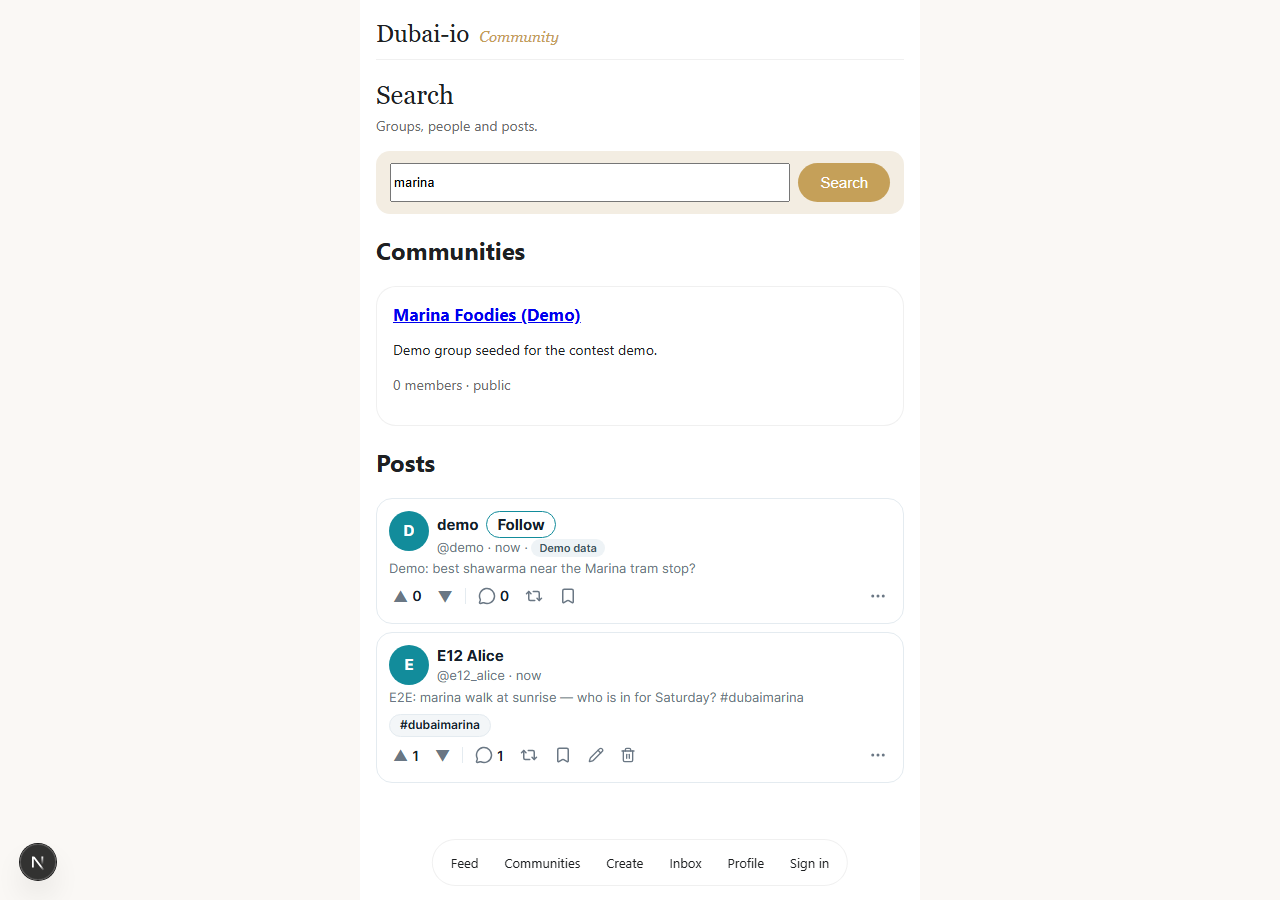 Dubai-io Community
Search
Groups, people and posts.
marina
Search
Communities
Marina Foodies (Demo)
Demo group seeded for the contest demo.
0 members · public
Posts
D
demo Follow
@demo · now · Demo data
Demo: best shawarma near the Marina tram stop?
0 0
E
E12 Alice
@e12_alice · now
E2E: marina walk at sunrise — who is in for Saturday? #dubaimarina
#dubaimarina
1 1
N
Feed Communities Create Inbox Profile Sign in